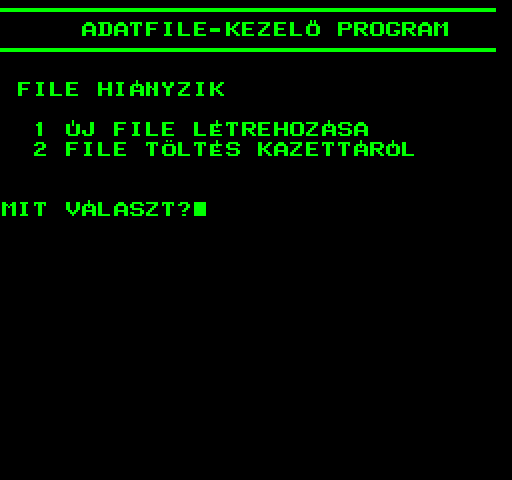 ADATFILE-KEZELÖ PROGRAM
FILE HIÁNYZIK
1 ÚJ FILE LÉTREHOZÁSA
2 FILE TÖLTÉS KAZETTÁRÓL
MIT VÁLASZT?